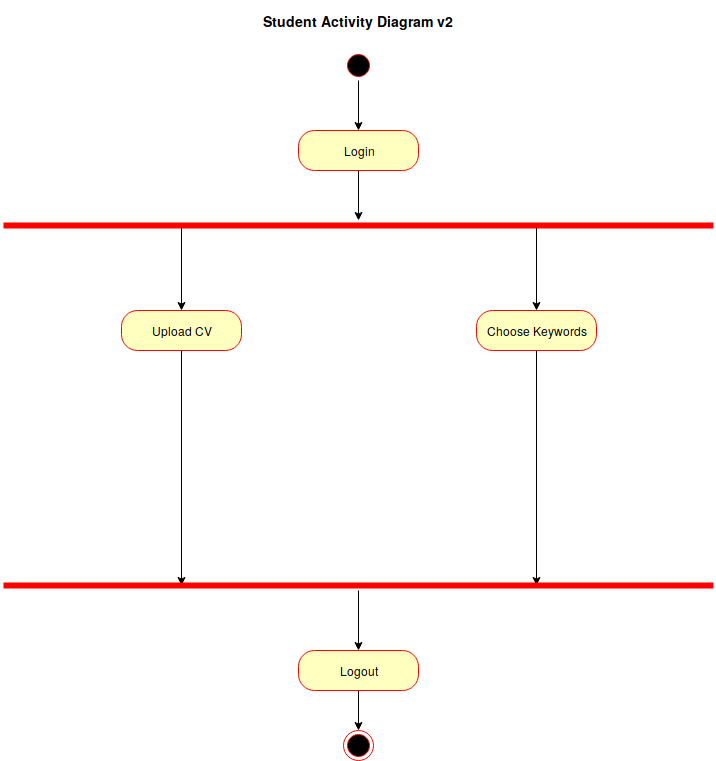 Student Activity Diagram v2
Login
Upload CV
Choose Keywords
Logout